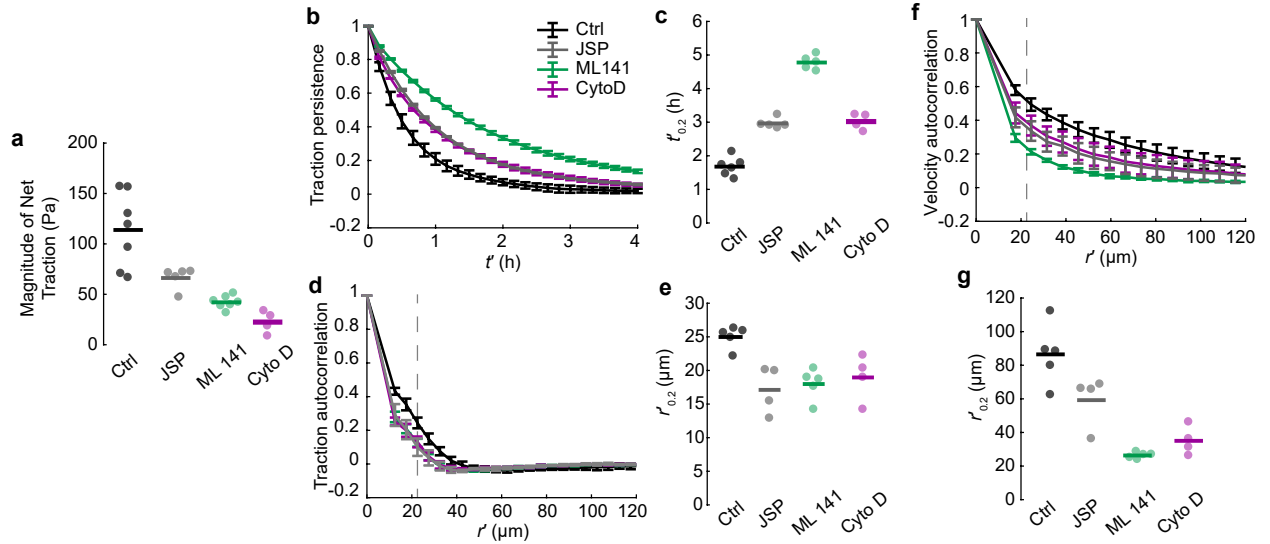 a
Magnitude of Net
Traction (Pa)
200
150
100
50
0
Ctrl
JSP
ML 141
Cyto D
b
Traction persistence
1
0.8
0.6
0.4
0.2
0
-0.2
0
1
2
3
4
t' (h)
Ctrl
JSP
ML141
CytoD
c
t'0.2 (h)
6
5
4
3
2
1
0
Ctrl
JSP
ML 141
Cyto D
d
Traction autocorrelation
1
0.8
0.6
0.4
0.2
0
-0.2
0
20
40
60
80
100
120
r' (µm)
e
r'0.2 (µm)
30
25
20
15
10
5
0
Ctrl
JSP
ML 141
Cyto D
f
Velocity autocorrelation
1
0.8
0.6
0.4
0.2
0
-0.2
0
20
40
60
80
100
120
r' (µm)
g
r'0.2 (µm)
120
100
80
60
40
20
0
Ctrl
JSP
ML 141
Cyto D